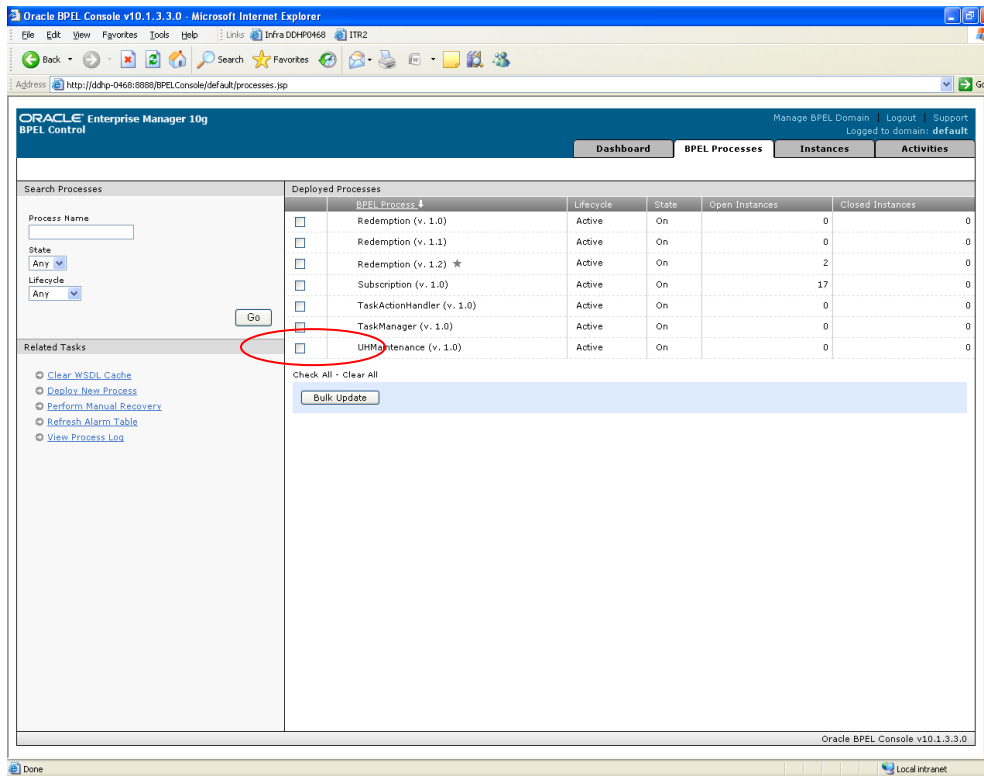 Oracle BPEL Console v10.1.3.3.0 - Microsoft Internet Explorer
File Edit View Favorites Tools Help Links Infra DDHP0468 ITR2
Back Search Favorites
Address http://ddhp-0468:8888/BPELConsole/default/processes.jsp Go
ORACLE Enterprise Manager 10g
BPEL Control
Manage BPEL Domain | Logout | Support
Logged to domain: default
Dashboard BPEL Processes Instances Activities
Search Processes
Process Name
State
Any
Lifecycle
Any
Go
Related Tasks
Clear WSDL Cache
Deploy New Process
Perform Manual Recovery
Refresh Alarm Table
View Process Log
Deployed Processes
BPEL Process Lifecycle State Open Instances Closed Instances
Redemption (v. 1.0) Active On 0 0
Redemption (v. 1.1) Active On 0 0
Redemption (v. 1.2) ★ Active On 2 0
Subscription (v. 1.0) Active On 17 0
TaskActionHandler (v. 1.0) Active On 0 0
TaskManager (v. 1.0) Active On 0 0
UHMaintenance (v. 1.0) Active On 0 0
Check All - Clear All
Bulk Update
Oracle BPEL Console v10.1.3.3.0
Done Local intranet